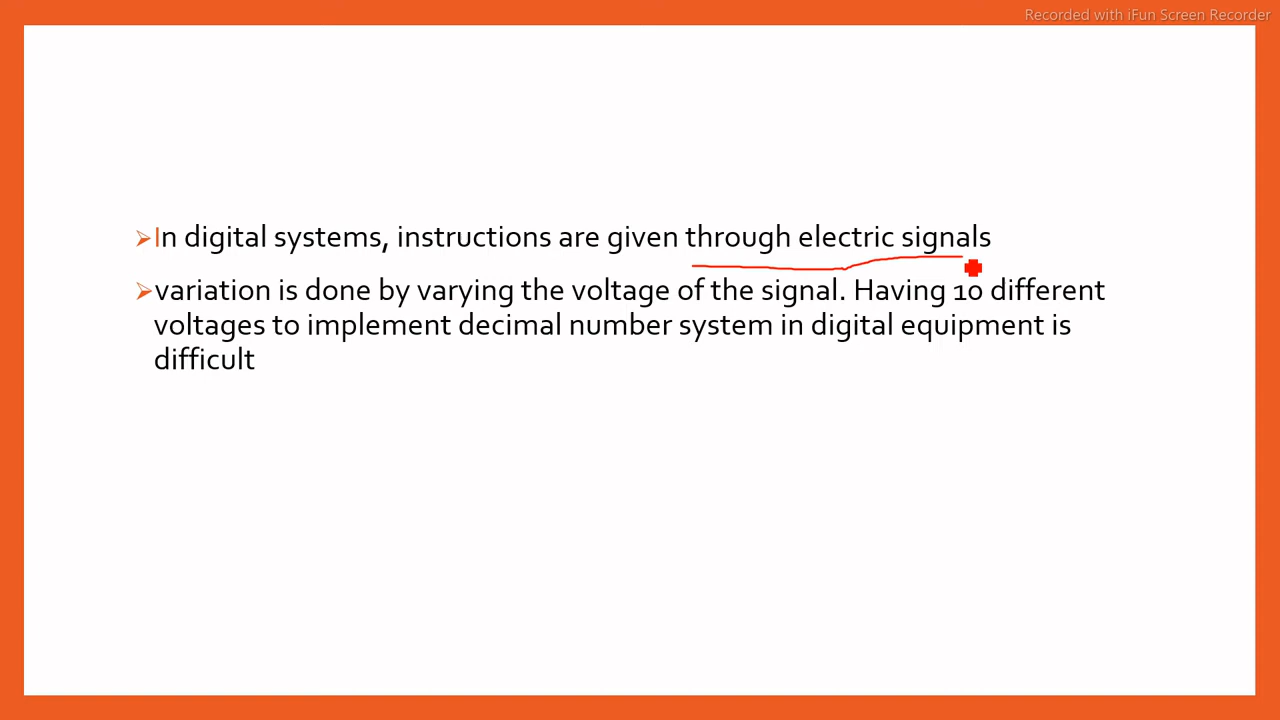 Recorded with iFun Screen Recorder
In digital systems, instructions are given through electric signals
variation is done by varying the voltage of the signal. Having 10 different
voltages to implement decimal number system in digital equipment is
difficult